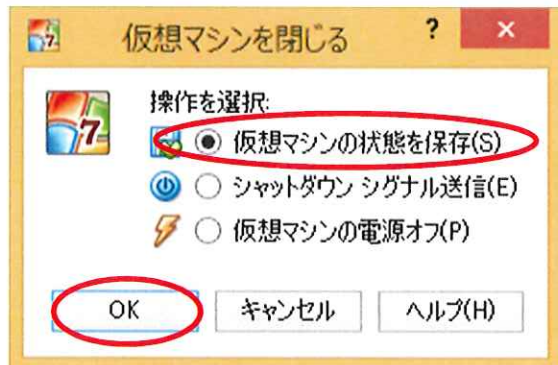 仮想マシンを閉じる ? ×
操作を選択:
7
仮想マシンの状態を保存(S)
シャットダウン シグナル送信(E)
仮想マシンの電源オフ(P)
OK キャンセル ヘルプ(H)